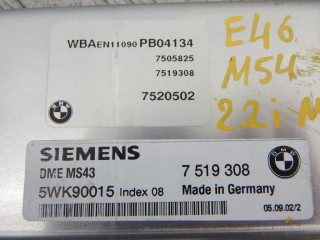 WBAEN11090PB04134
7505825
7519308
7520502
E46
M54
2.2i M
SIEMENS
DME MS43
7 519 308
5WK90015 Index 08
Made in Germany
05.09.02/2
BMW